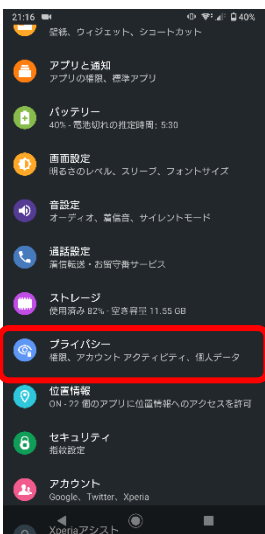 21:16
40%
壁紙、ウィジェット、ショートカット
アプリと通知
アプリの権限、標準アプリ
バッテリー
40% - 電池切れの推定時間: 5:30
画面設定
明るさのレベル、スリープ、フォントサイズ
音設定
オーディオ、着信音、サイレントモード
通話設定
着信転送・お留守番サービス
ストレージ
使用済み 82% - 空き容量 11.55 GB
プライバシー
権限、アカウント アクティビティ、個人データ
位置情報
ON - 22 個のアプリに位置情報へのアクセスを許可
セキュリティ
指紋設定
アカウント
Google、Twitter、Xperia
Xperiaアシスト